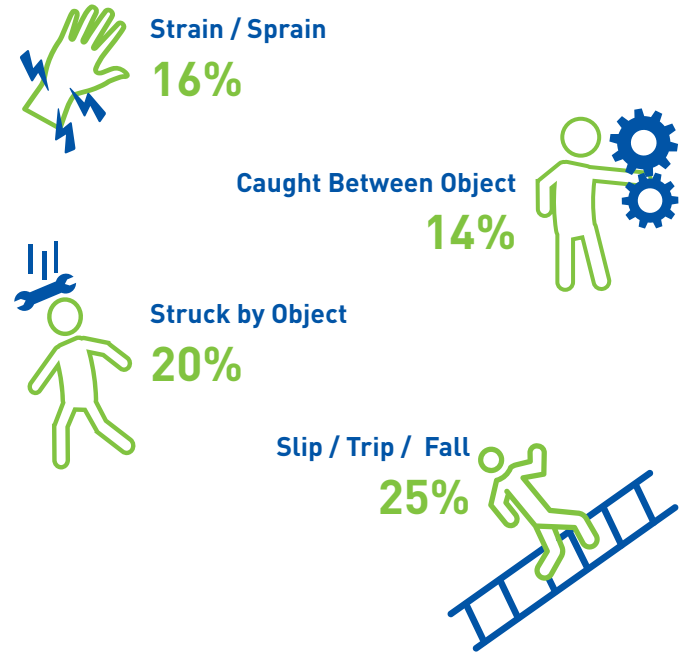 Strain / Sprain
16%
Caught Between Object
14%
Struck by Object
20%
Slip / Trip / Fall
25%